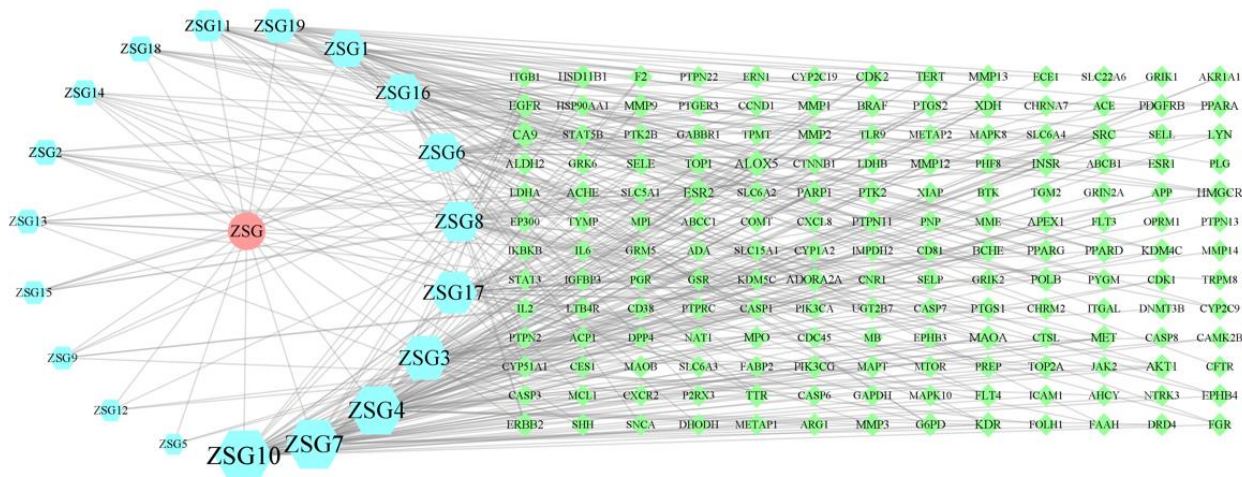 ZSG11
ZSG19
ZSG18
ZSG1
ZSG14
ZSG16
ZSG2
ZSG6
ZSG13
ZSG
ZSG8
ZSG15
ZSG17
ZSG9
ZSG3
ZSG12
ZSG4
ZSG5
ZSG7
ZSG10
ITGB1 HSD11B1 F2 PTPN22 ERN1 CYP2C19 CDK2 TERT MMP13 ECE1 SLC22A6 GRIK1 AKR1A1
EGFR HSP90AA1 MMP9 PTGER3 CCND1 MMP1 BRAF PTGS2 XDH CHRNA7 ACE PDGFRB PPARA
CA9 STAT5B PTK2B GABBR1 TPMT MMP2 TLR9 METAP2 MAPK8 SLC6A4 SRC SELL LYN
ALDH2 GRK6 SELE TOP1 ALOX5 CTNNB1 LDHB MMP12 PHF8 INSR ABCB1 ESR1 PLG
LDHA ACHE SLC5A1 ESR2 SLC6A2 PARP1 PTK2 XIAP BTK TGM2 GRIN2A APP HMGCR
EP300 TYMP MPI ABCC1 COMT CXCL8 PTPN11 PNP MME APEX1 FLT3 OPRM1 PTPN13
IKBKB IL6 GRM5 ADA SLC15A1 CYP1A2 IMPDH2 CD81 BCHE PPARG PPARD KDM4C MMP14
STAT3 IGFBP3 PGR GSR KDM5C ADORA2A CNR1 SELP GRIK2 POLB PYGM CDK1 TRPM8
IL2 LTB4R CD38 PTPRC CASP1 PIK3CA UGT2B7 CASP7 PTGS1 CHRM2 ITGAL DNMT3B CYP2C9
PTPN2 ACP1 DPP4 NAT1 MPO CDC45 MB EPHB3 MAOA CTSL MET CASP8 CAMK2B
CYP51A1 CES1 MAOB SLC6A3 FABP2 PIK3CG MAPT MTOR PREP TOP2A JAK2 AKT1 CFTR
CASP3 MCL1 CXCR2 P2RX3 TTR CASP6 GAPDH MAPK10 FLT4 ICAM1 AHCY NTRK3 EPHB4
ERBB2 SHH SNCA DHODH METAP1 ARG1 MMP3 G6PD KDR FOLH1 FAAH DRD4 FGR